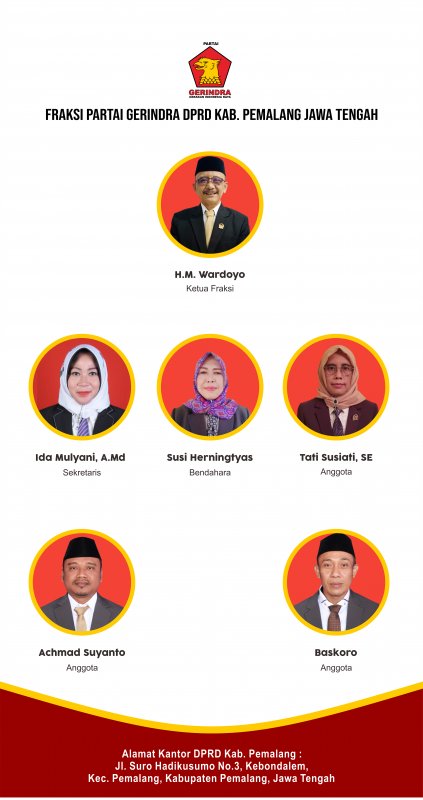 PARTAI
GERINDRA
GERAKAN INDONESIA RAYA
FRAKSI PARTAI GERINDRA DPRD KAB. PEMALANG JAWA TENGAH
H.M. Wardoyo
Ketua Fraksi
Ida Mulyani, A.Md
Sekretaris
Susi Herningtyas
Bendahara
Tati Susiati, SE
Anggota
Achmad Suyanto
Anggota
Baskoro
Anggota
Alamat Kantor DPRD Kab. Pemalang :
Jl. Suro Hadikusumo No.3, Kebondalem,
Kec. Pemalang, Kabupaten Pemalang, Jawa Tengah